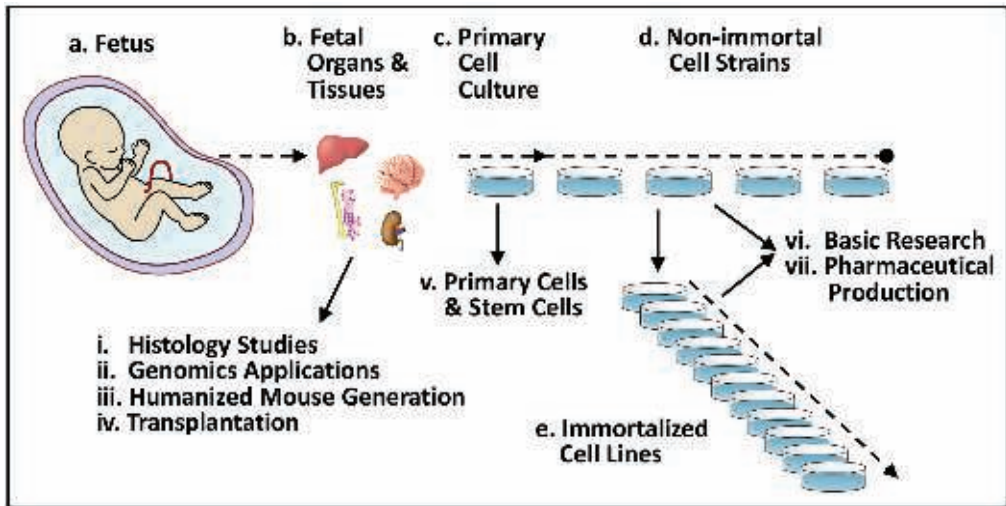 a. Fetus
b. Fetal
Organs &
Tissues
c. Primary
Cell
Culture
d. Non-immortal
Cell Strains
v. Primary Cells
& Stem Cells
vi. Basic Research
vii. Pharmaceutical
Production
i. Histology Studies
ii. Genomics Applications
iii. Humanized Mouse Generation
iv. Transplantation
e. Immortalized
Cell Lines